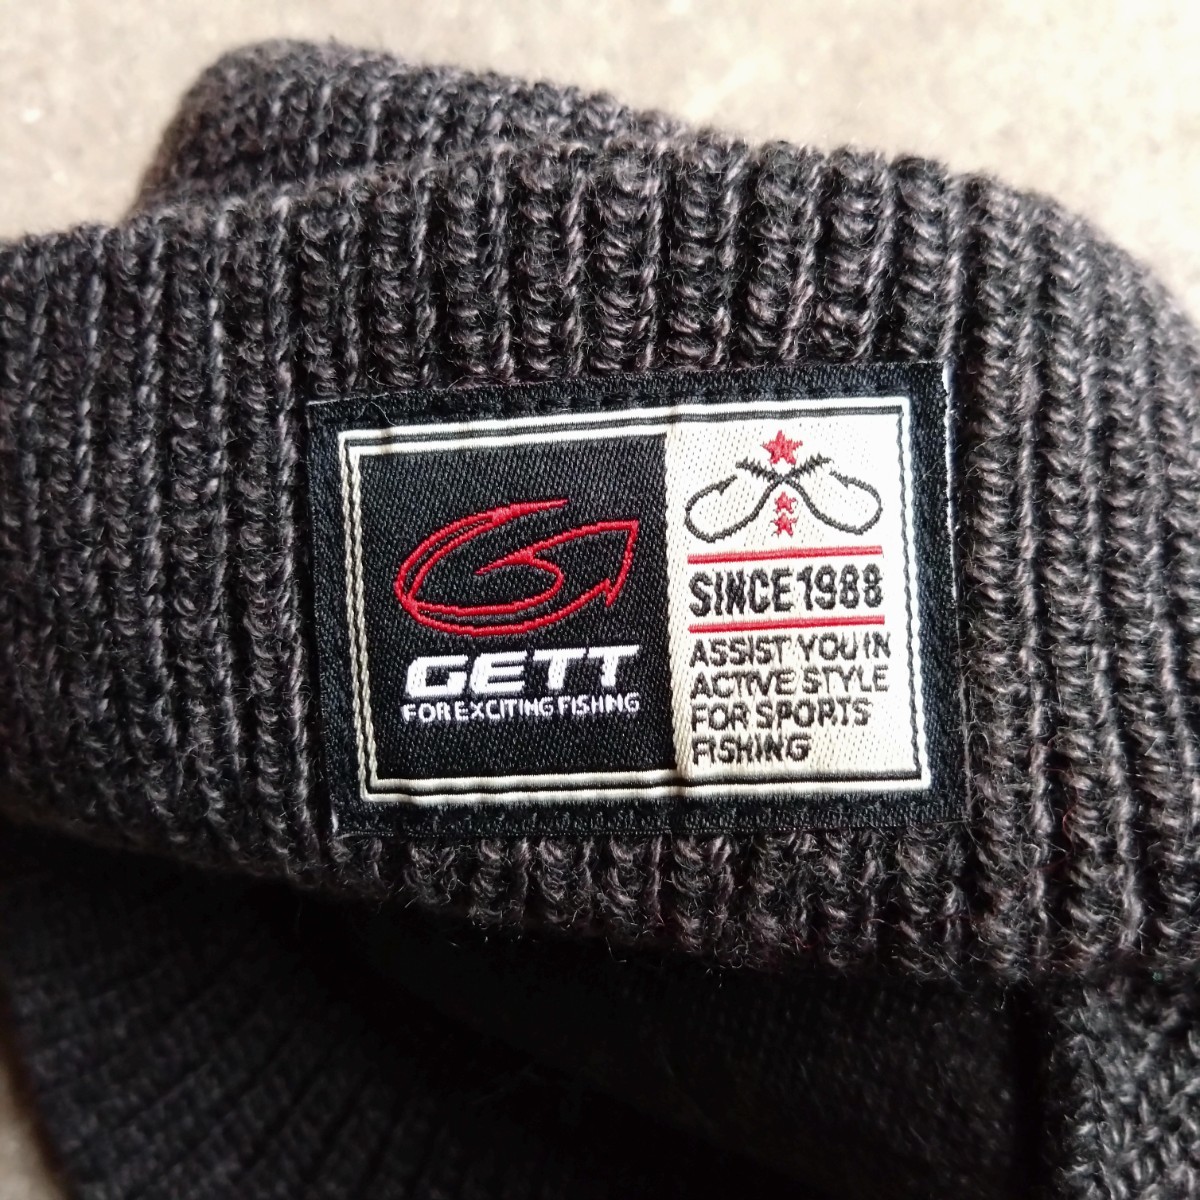 GETT
FOR EXCITING FISHING
SINCE 1988
ASSIST YOU IN
ACTIVE STYLE
FOR SPORTS
FISHING